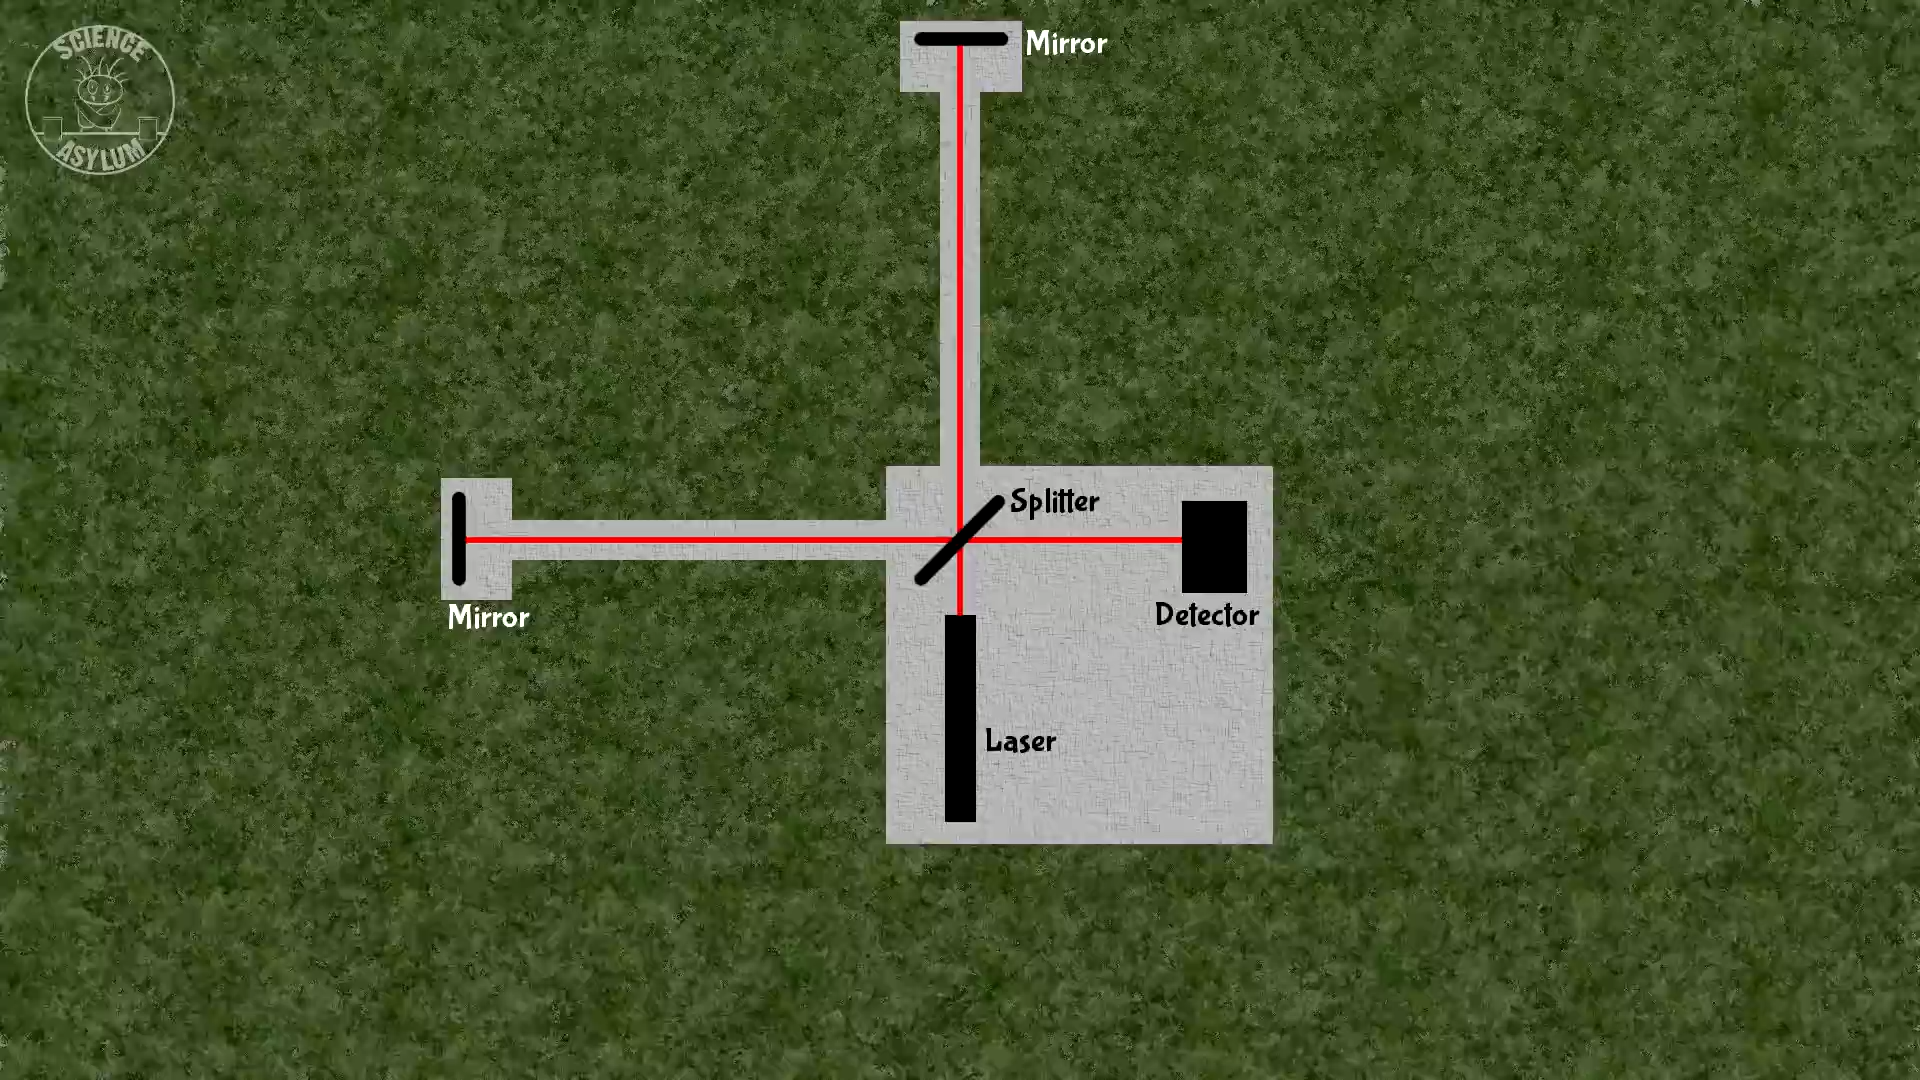 SCIENCE
ASYLUM
Mirror
Splitter
Mirror
Detector
Laser